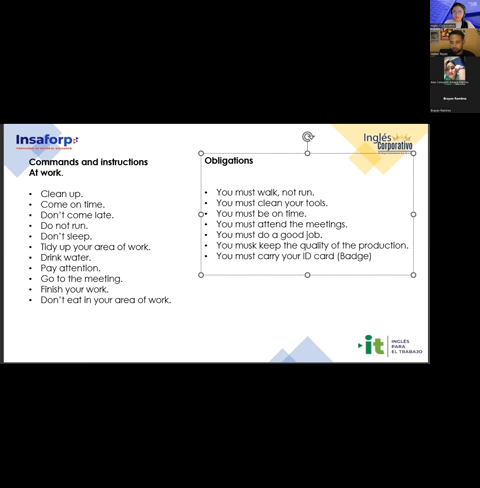 Insaforp
Inglés
Corporativo
Commands and instructions
At work.
• Clean up.
• Come on time.
• Don't come late.
• Do not run.
• Don't sleep.
• Tidy up your area of work.
• Drink water.
• Pay attention.
• Go to the meeting.
• Finish your work.
• Don't eat in your area of work.
Obligations
• You must walk, not run.
• You must clean your tools.
• You must be on time.
• You must attend the meetings.
• You must do a good job.
• You musk keep the quality of the production.
• You must carry your ID card (Badge)
it
INGLÉS
PARA
EL TRABAJO
Brayan Ramirez
Brayan Ramirez